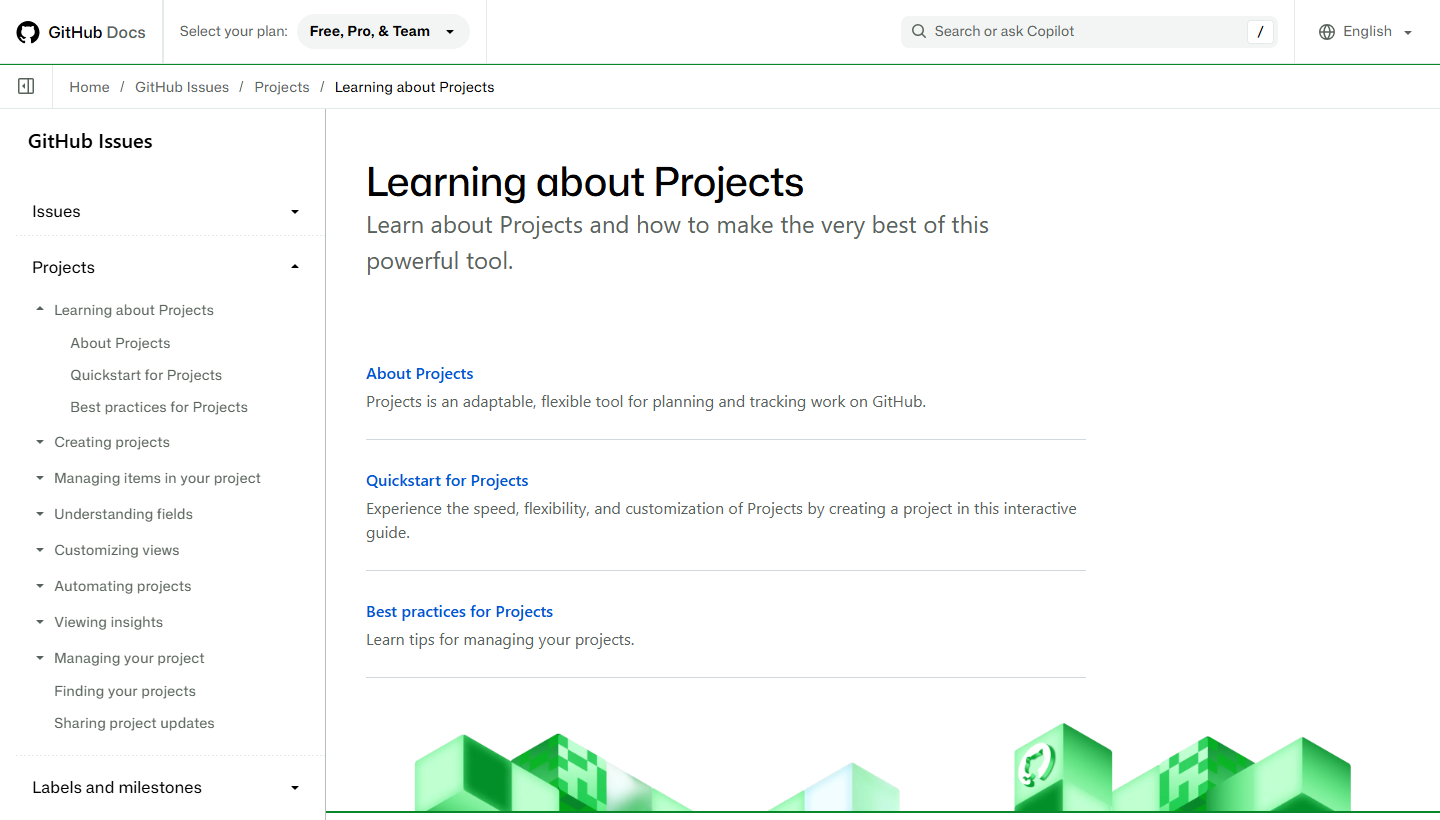 GitHub Docs
Select your plan: Free, Pro, & Team
Search or ask Copilot /
English
Home / GitHub Issues / Projects / Learning about Projects
GitHub Issues
Issues
Projects
Learning about Projects
About Projects
Quickstart for Projects
Best practices for Projects
Creating projects
Managing items in your project
Understanding fields
Customizing views
Automating projects
Viewing insights
Managing your project
Finding your projects
Sharing project updates
Labels and milestones
Learning about Projects
Learn about Projects and how to make the very best of this
powerful tool.
About Projects
Projects is an adaptable, flexible tool for planning and tracking work on GitHub.
Quickstart for Projects
Experience the speed, flexibility, and customization of Projects by creating a project in this interactive
guide.
Best practices for Projects
Learn tips for managing your projects.